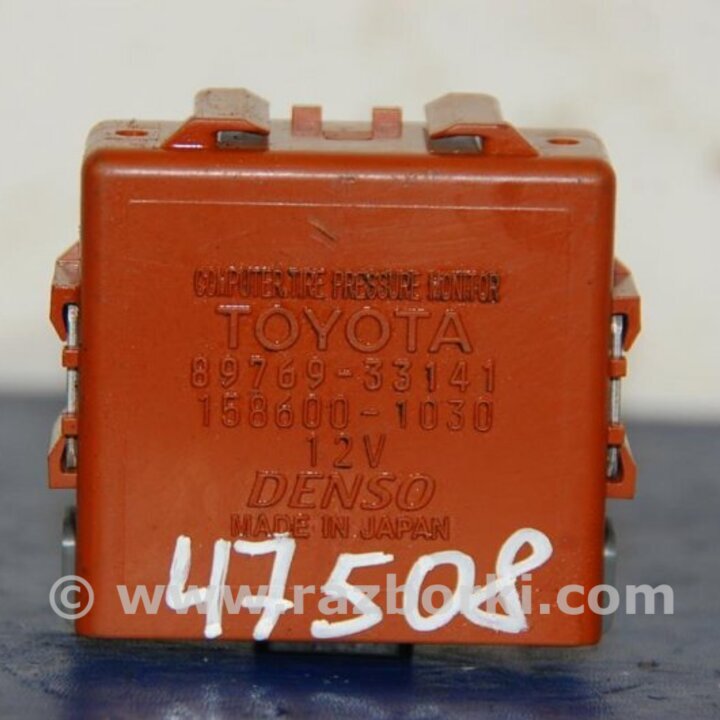 COMPUTER,TIRE PRESSURE MONITOR
TOYOTA
89769-33141
158600-1030
12V
DENSO
MADE IN JAPAN
47508
© www.razborki.com